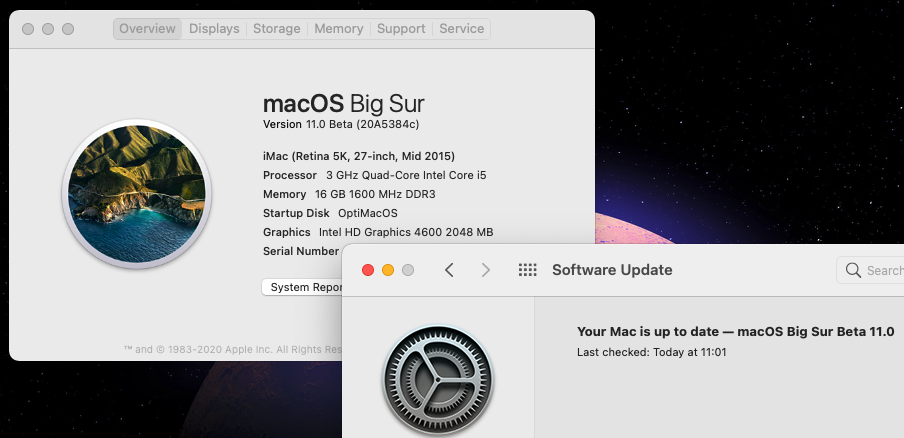 Overview Displays Storage Memory Support Service
macOS Big Sur
Version 11.0 Beta (20A5384c)
iMac (Retina 5K, 27-inch, Mid 2015)
Processor 3 GHz Quad-Core Intel Core i5
Memory 16 GB 1600 MHz DDR3
Startup Disk OptiMacOS
Graphics Intel HD Graphics 4600 2048 MB
Serial Number
System Repor
™ and © 1983-2020 Apple Inc. All Rights Res
Software Update
Search
Your Mac is up to date — macOS Big Sur Beta 11.0
Last checked: Today at 11:01